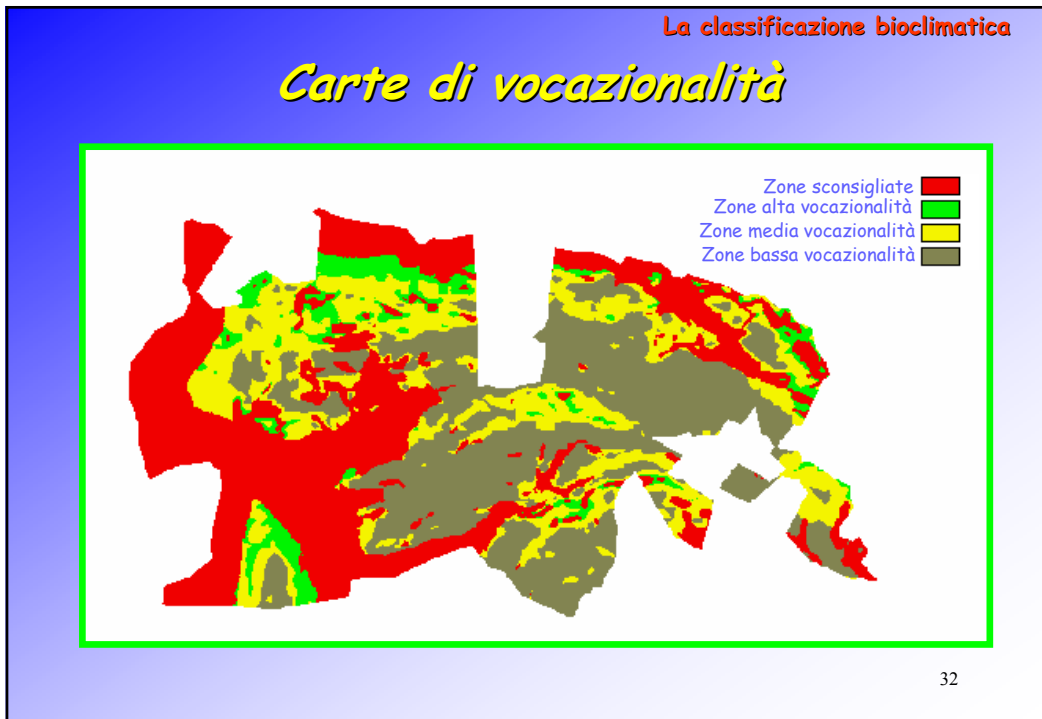 La classificazione bioclimatica
Carte di vocazionalità
Zone sconsigliate
Zone alta vocazionalità
Zone media vocazionalità
Zone bassa vocazionalità
32